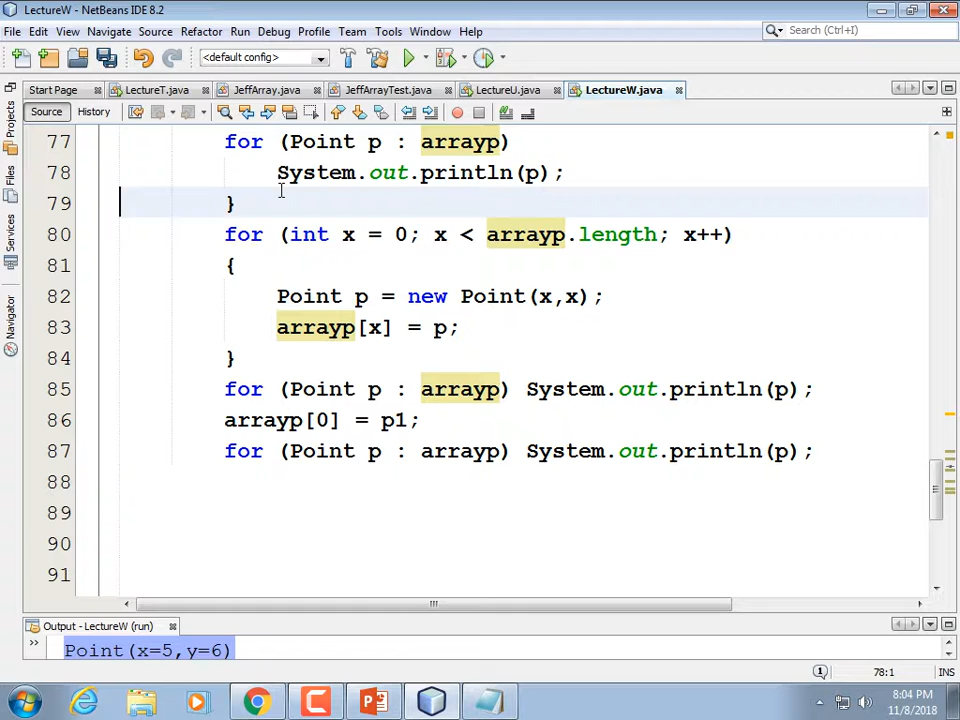 LectureW - NetBeans IDE 8.2
File Edit View Navigate Source Refactor Run Debug Profile Team Tools Window Help
Search (Ctrl+I)
<default config>
Start Page LectureT.java JeffArray.java JeffArrayTest.java LectureU.java LectureW.java
Source History
Projects
Files
Services
Navigator
77 for (Point p : arrayp)
78 System.out.println(p);
79 }
80 for (int x = 0; x < arrayp.length; x++)
81 {
82 Point p = new Point(x,x);
83 arrayp[x] = p;
84 }
85 for (Point p : arrayp) System.out.println(p);
86 arrayp[0] = p1;
87 for (Point p : arrayp) System.out.println(p);
88
89
90
91
Output - LectureW (run)
Point(x=5,y=6)
1 78:1 INS
8:04 PM
11/8/2018